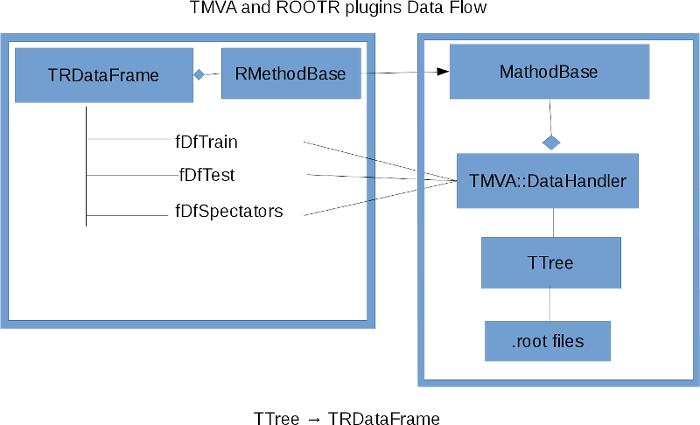 TMVA and ROOTR plugins Data Flow
TRDataFrame
RMethodBase
MathodBase
fDfTrain
fDfTest
fDfSpectators
TMVA::DataHandler
TTree
.root files
TTree → TRDataFrame